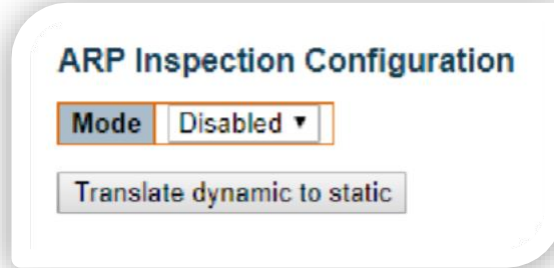 ARP Inspection Configuration
Mode Disabled
Translate dynamic to static